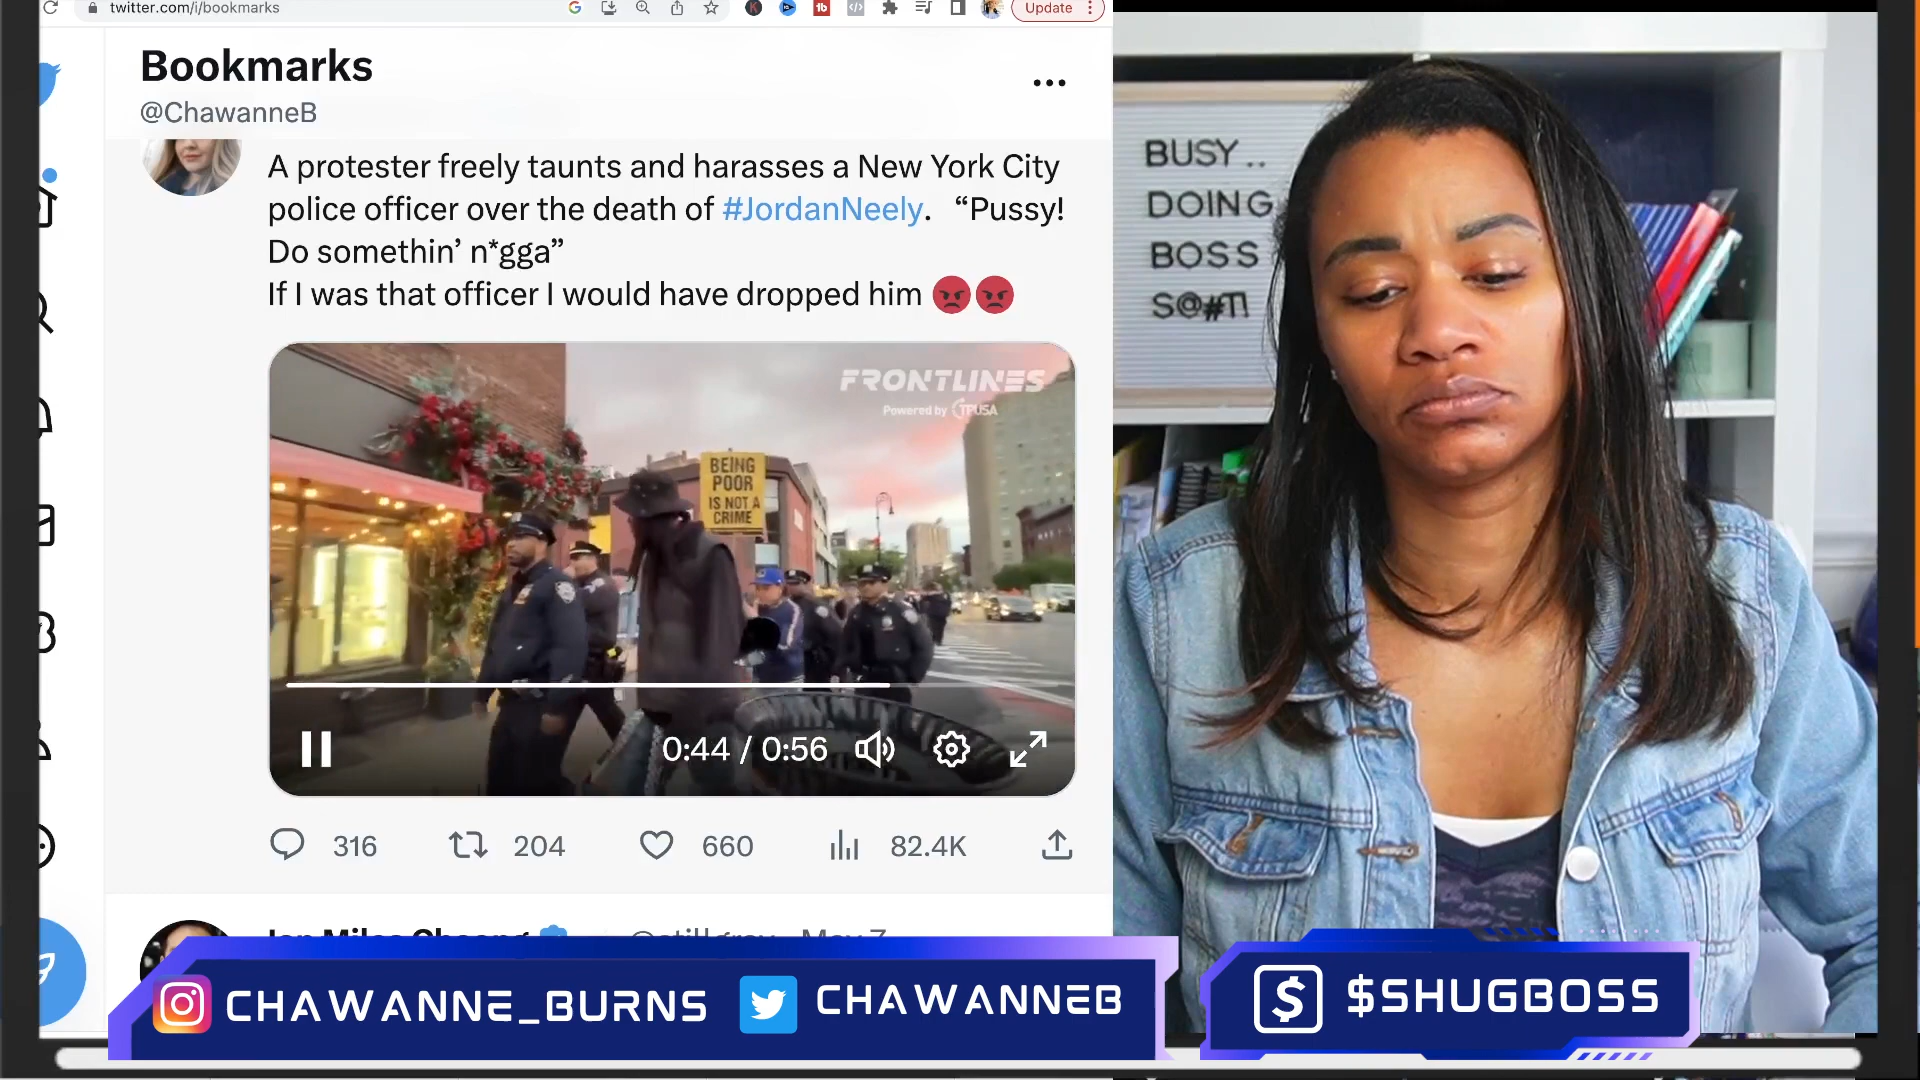 twitter.com/i/bookmarks
Update
Bookmarks
@ChawanneB
A protester freely taunts and harasses a New York City
police officer over the death of #JordanNeely. “Pussy!
Do somethin’ n*gga”
If I was that officer I would have dropped him
FRONTLINES
Powered by TPUSA
BEING
POOR
IS NOT A
CRIME
0:44 / 0:56
316
204
660
82.4K
May 7
BUSY..
DOING
BOSS
S@#T!
CHAWANNE_BURNS
CHAWANNEB
$SHUGBOSS